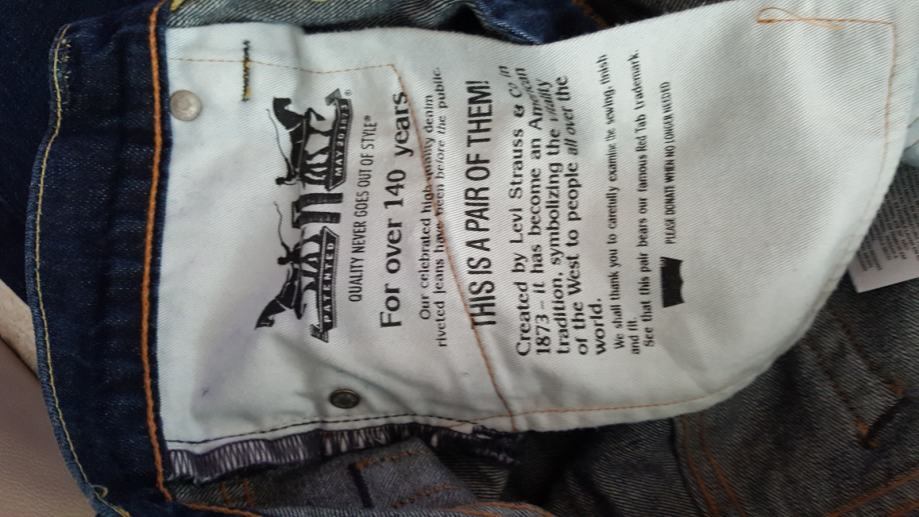 PATENTED
MAY 20 1873
®
QUALITY NEVER GOES OUT OF STYLE®
For over 140 years
Our celebrated high quality denim
riveted jeans have been before the public.
THIS IS A PAIR OF THEM!
Created by Levi Strauss & Co in
1873 – it has become an American
tradition, symbolizing the vitality
of the West to people all over the
world.
We shall thank you to carefully examine the sewing, finish
and fit.
See that this pair bears our famous Red Tab trademark.
PLEASE DONATE WHEN NO LONGER NEEDED